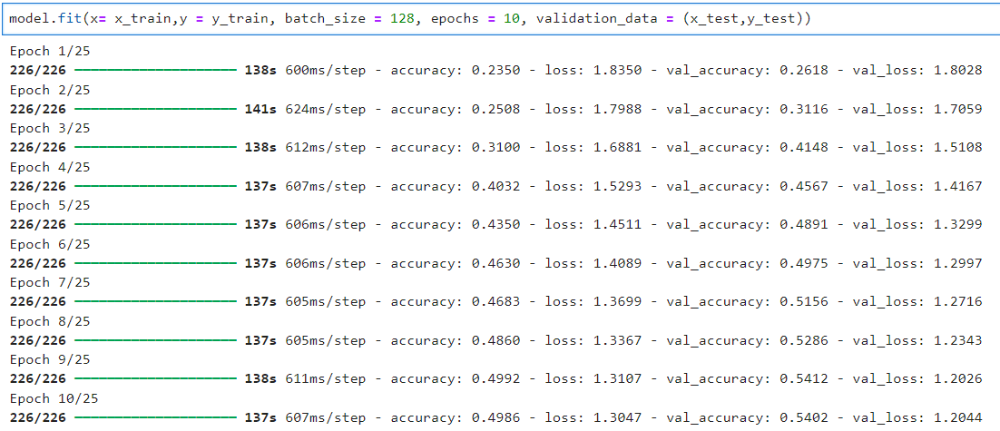 model.fit(x= x_train,y = y_train, batch_size = 128, epochs = 10, validation_data = (x_test,y_test))
Epoch 1/25
226/226 ━━━━━━━━━━━━━━━━━━━━ 138s 600ms/step - accuracy: 0.2350 - loss: 1.8350 - val_accuracy: 0.2618 - val_loss: 1.8028
Epoch 2/25
226/226 ━━━━━━━━━━━━━━━━━━━━ 141s 624ms/step - accuracy: 0.2508 - loss: 1.7988 - val_accuracy: 0.3116 - val_loss: 1.7059
Epoch 3/25
226/226 ━━━━━━━━━━━━━━━━━━━━ 138s 612ms/step - accuracy: 0.3100 - loss: 1.6881 - val_accuracy: 0.4148 - val_loss: 1.5108
Epoch 4/25
226/226 ━━━━━━━━━━━━━━━━━━━━ 137s 607ms/step - accuracy: 0.4032 - loss: 1.5293 - val_accuracy: 0.4567 - val_loss: 1.4167
Epoch 5/25
226/226 ━━━━━━━━━━━━━━━━━━━━ 137s 606ms/step - accuracy: 0.4350 - loss: 1.4511 - val_accuracy: 0.4891 - val_loss: 1.3299
Epoch 6/25
226/226 ━━━━━━━━━━━━━━━━━━━━ 137s 606ms/step - accuracy: 0.4630 - loss: 1.4089 - val_accuracy: 0.4975 - val_loss: 1.2997
Epoch 7/25
226/226 ━━━━━━━━━━━━━━━━━━━━ 137s 605ms/step - accuracy: 0.4683 - loss: 1.3699 - val_accuracy: 0.5156 - val_loss: 1.2716
Epoch 8/25
226/226 ━━━━━━━━━━━━━━━━━━━━ 137s 605ms/step - accuracy: 0.4860 - loss: 1.3367 - val_accuracy: 0.5286 - val_loss: 1.2343
Epoch 9/25
226/226 ━━━━━━━━━━━━━━━━━━━━ 138s 611ms/step - accuracy: 0.4992 - loss: 1.3107 - val_accuracy: 0.5412 - val_loss: 1.2026
Epoch 10/25
226/226 ━━━━━━━━━━━━━━━━━━━━ 137s 607ms/step - accuracy: 0.4986 - loss: 1.3047 - val_accuracy: 0.5402 - val_loss: 1.2044